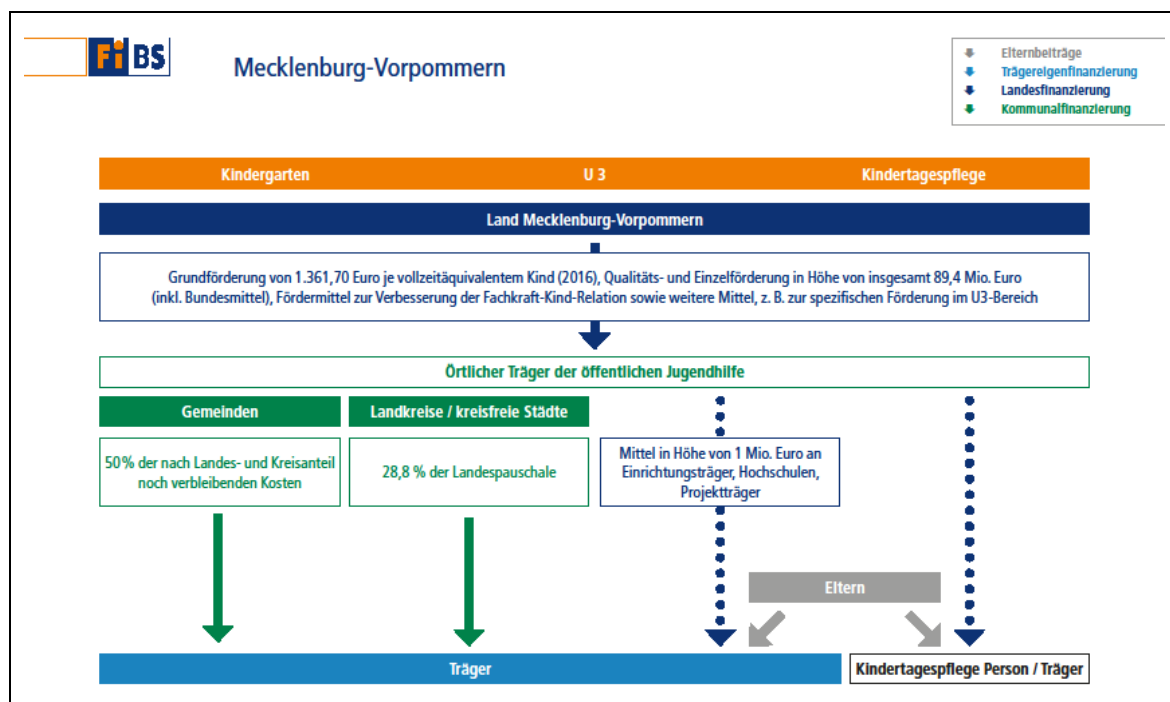 FiBS
Mecklenburg-Vorpommern
Elternbeiträge
Trägereigenfinanzierung
Landesfinanzierung
Kommunalfinanzierung
Kindergarten
U 3
Kindertagespflege
Land Mecklenburg-Vorpommern
Grundförderung von 1.361,70 Euro je vollzeitäquivalentem Kind (2016), Qualitäts- und Einzelförderung in Höhe von insgesamt 89,4 Mio. Euro
(inkl. Bundesmittel), Fördermittel zur Verbesserung der Fachkraft-Kind-Relation sowie weitere Mittel, z. B. zur spezifischen Förderung im U3-Bereich
Örtlicher Träger der öffentlichen Jugendhilfe
Gemeinden
Landkreise / kreisfreie Städte
50% der nach Landes- und Kreisanteil
noch verbleibenden Kosten
28,8 % der Landespauschale
Mittel in Höhe von 1 Mio. Euro an
Einrichtungsträger, Hochschulen,
Projektträger
Eltern
Träger
Kindertagespflege Person / Träger